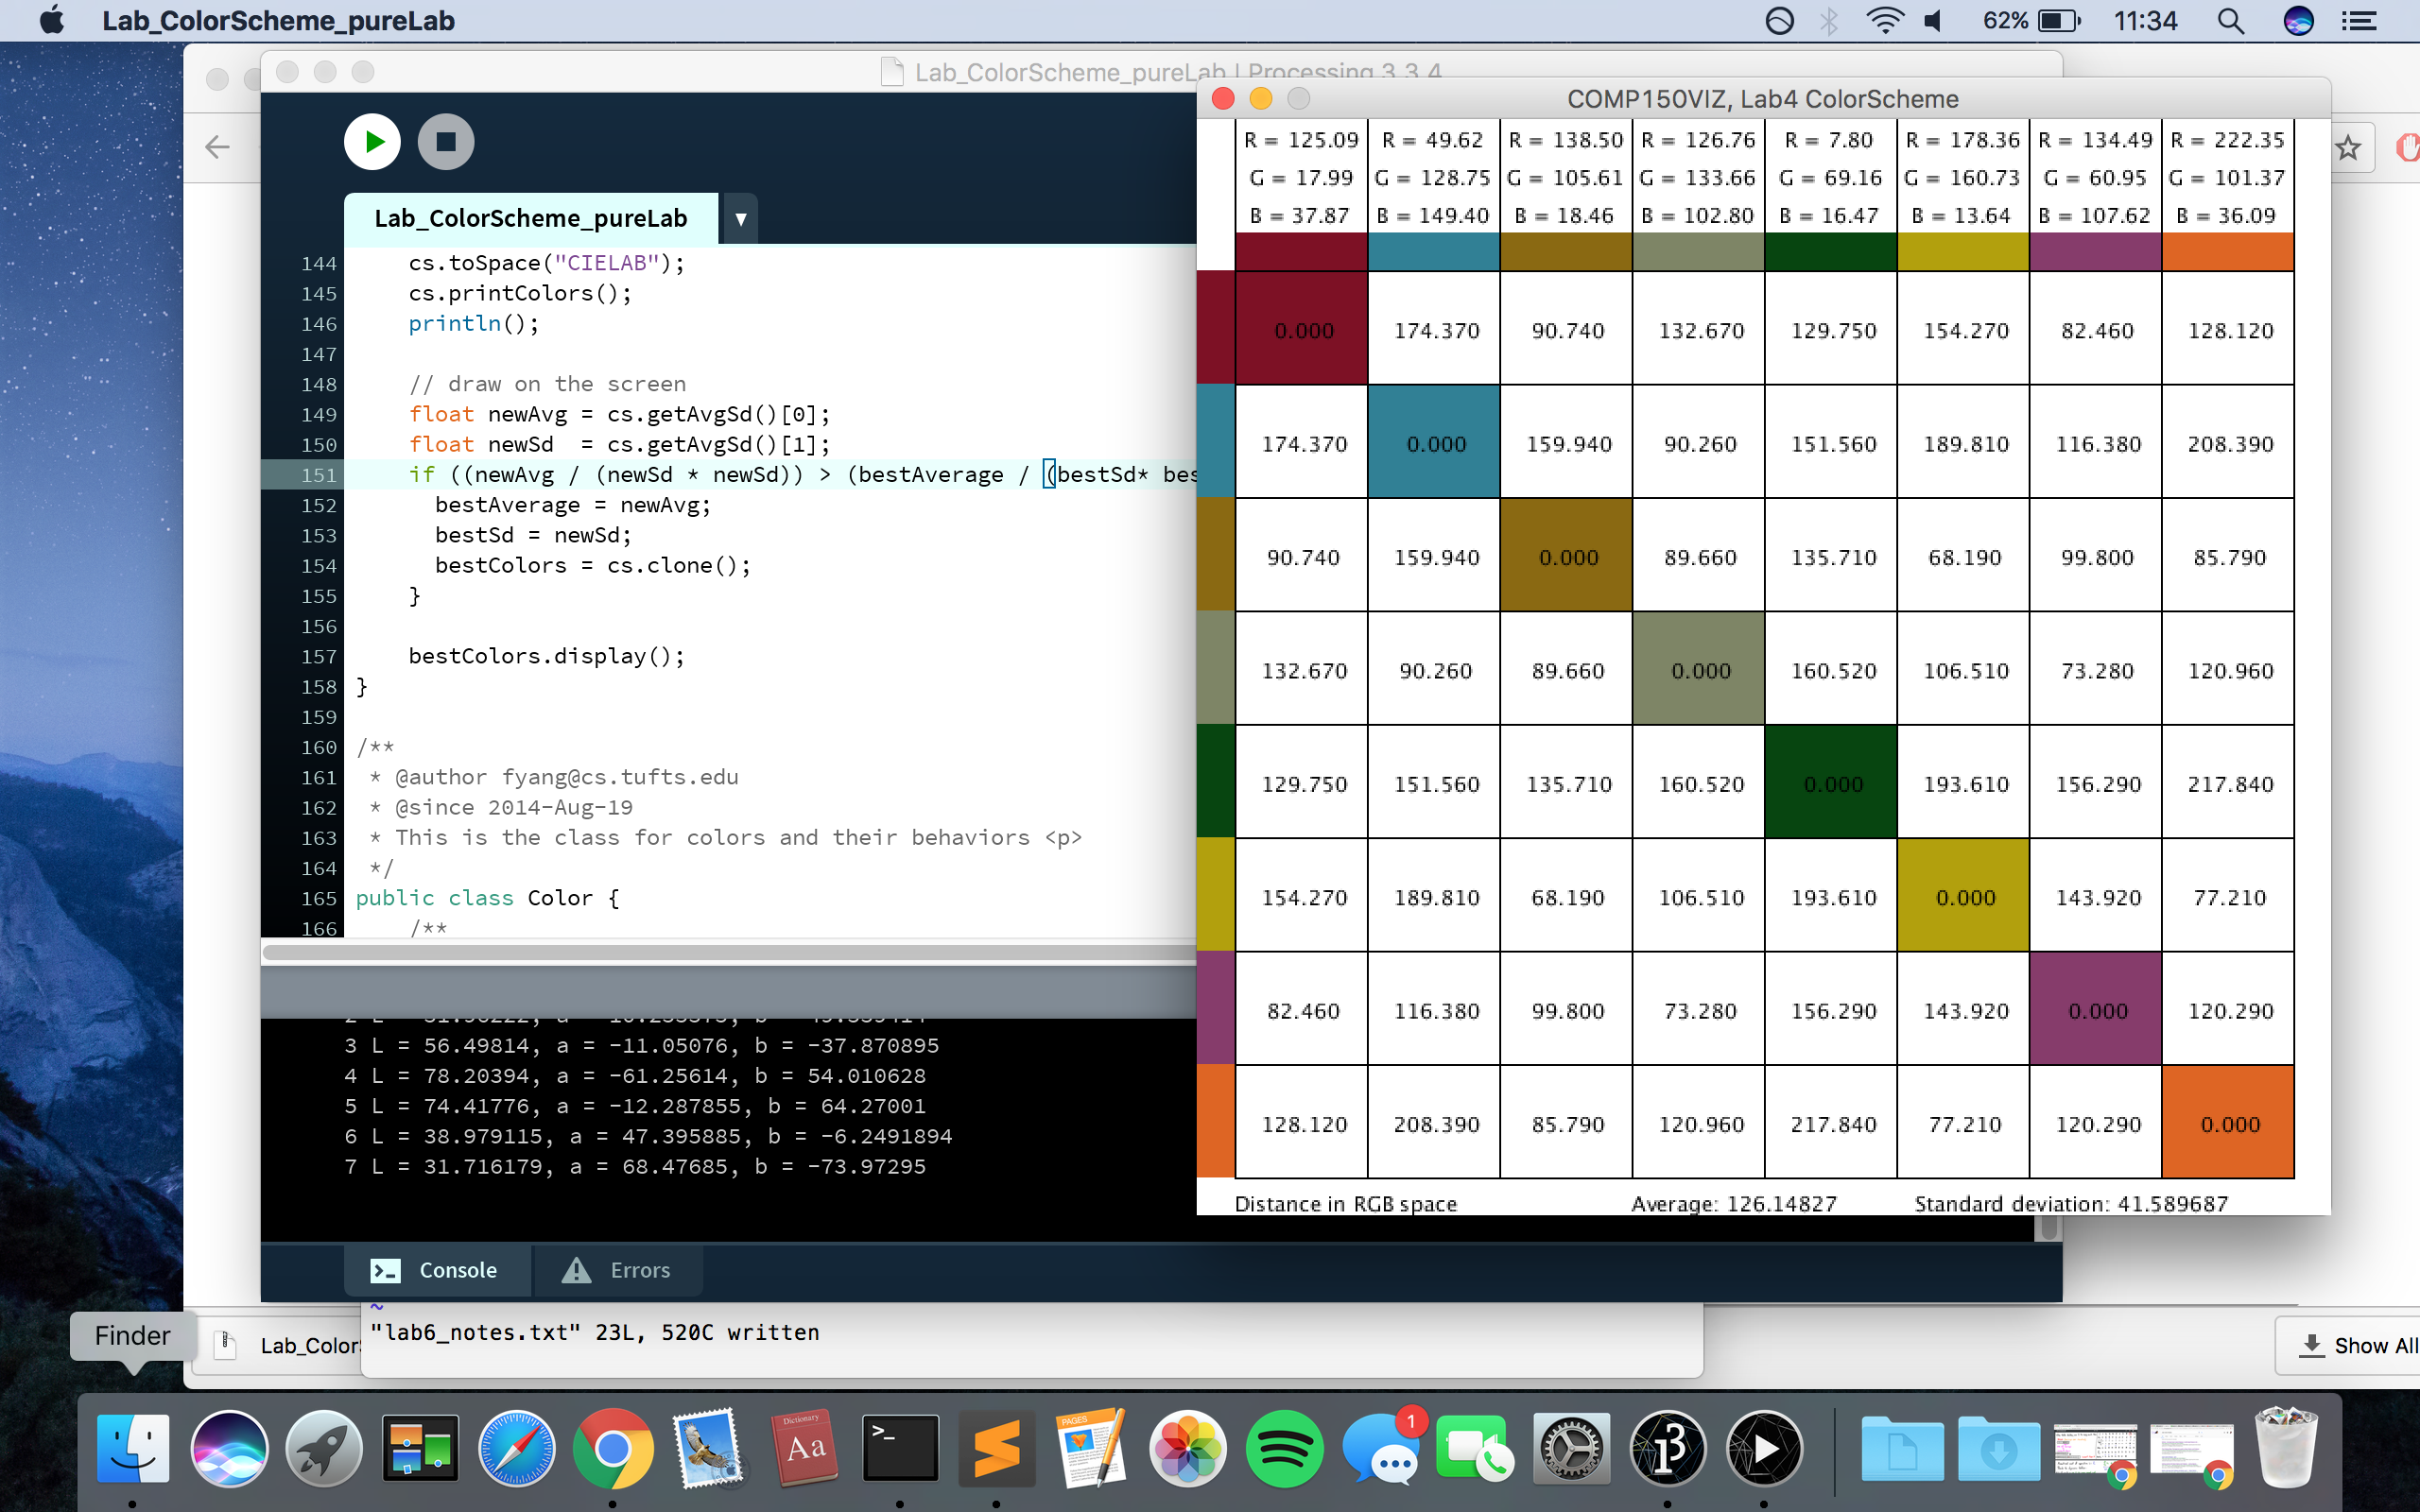 Lab_ColorScheme_pureLab
62%
11:34
Lab_ColorScheme_pureLab | Processing 3.3.4
COMP150VIZ, Lab4 ColorScheme
Lab_ColorScheme_pureLab
144 cs.toSpace("CIELAB");
145 cs.printColors();
146 println();
147
148 // draw on the screen
149 float newAvg = cs.getAvgSd()[0];
150 float newSd  = cs.getAvgSd()[1];
151 if ((newAvg / (newSd * newSd)) > (bestAverage / (bestSd* bes
152 bestAverage = newAvg;
153 bestSd = newSd;
154 bestColors = cs.clone();
155 }
156
157 bestColors.display();
158 }
159
160 /**
161 * @author fyang@cs.tufts.edu
162 * @since 2014-Aug-19
163 * This is the class for colors and their behaviors <p>
164 */
165 public class Color {
166 /**
3 L = 56.49814, a = -11.05076, b = -37.870895
4 L = 78.20394, a = -61.25614, b = 54.010628
5 L = 74.41776, a = -12.287855, b = 64.27001
6 L = 38.979115, a = 47.395885, b = -6.2491894
7 L = 31.716179, a = 68.47685, b = -73.97295
Console
Errors
R = 125.09 R = 49.62 R = 138.50 R = 126.76 R = 7.80 R = 178.36 R = 134.49 R = 222.35
G = 17.99 G = 128.75 G = 105.61 G = 133.66 G = 69.16 G = 160.73 G = 60.95 G = 101.37
B = 37.87 B = 149.40 B = 18.46 B = 102.80 B = 16.47 B = 13.64 B = 107.62 B = 36.09
0.000 174.370 90.740 132.670 129.750 154.270 82.460 128.120
174.370 0.000 159.940 90.260 151.560 189.810 116.380 208.390
90.740 159.940 0.000 89.660 135.710 68.190 99.800 85.790
132.670 90.260 89.660 0.000 160.520 106.510 73.280 120.960
129.750 151.560 135.710 160.520 0.000 193.610 156.290 217.840
154.270 189.810 68.190 106.510 193.610 0.000 143.920 77.210
82.460 116.380 99.800 73.280 156.290 143.920 0.000 120.290
128.120 208.390 85.790 120.960 217.840 77.210 120.290 0.000
Distance in RGB space
Average: 126.14827
Standard deviation: 41.589687
~
"lab6_notes.txt" 23L, 520C written
Finder
Lab_Color
Show All
Dictionary
Aa
>_
PAGES
1